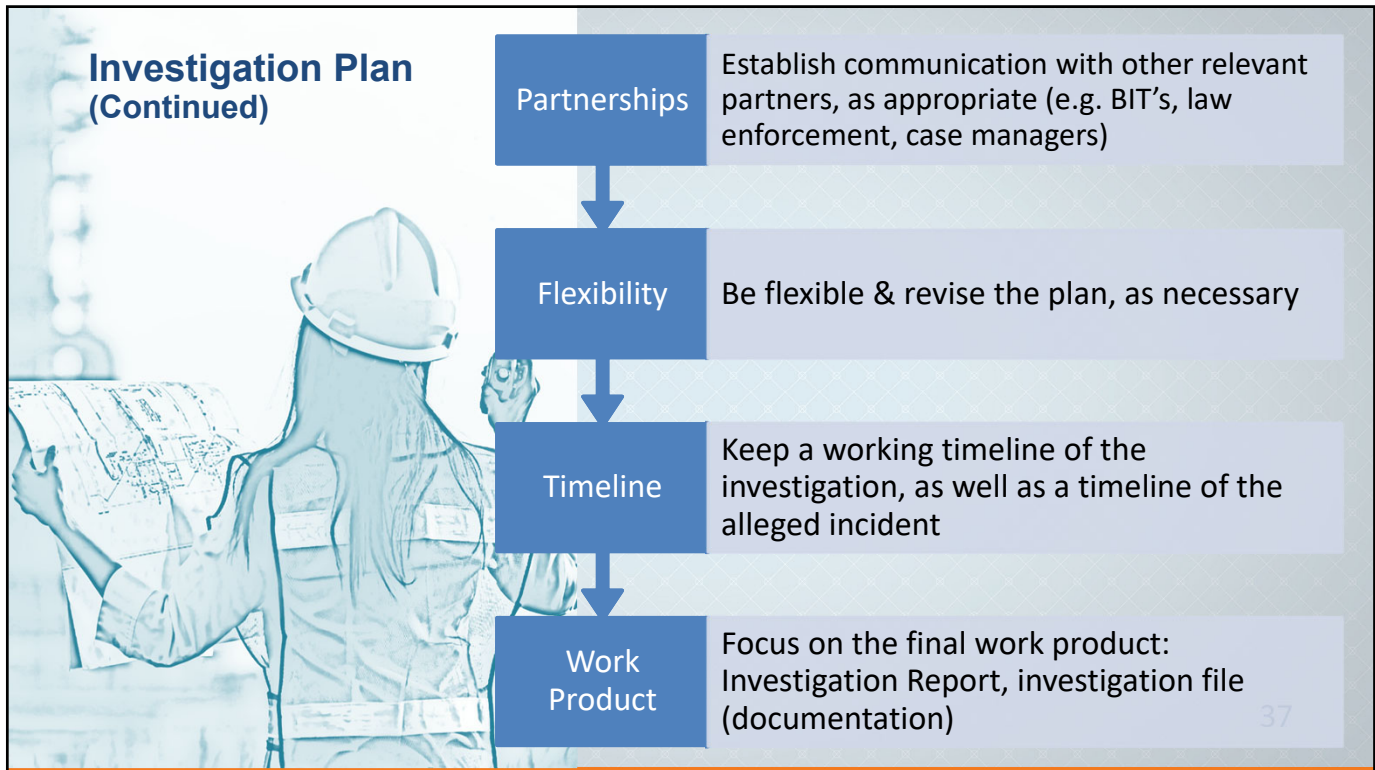 Investigation Plan
(Continued)
Partnerships
Establish communication with other relevant
partners, as appropriate (e.g. BIT’s, law
enforcement, case managers)
Flexibility
Be flexible & revise the plan, as necessary
Timeline
Keep a working timeline of the
investigation, as well as a timeline of the
alleged incident
Work
Product
Focus on the final work product:
Investigation Report, investigation file
(documentation)
37